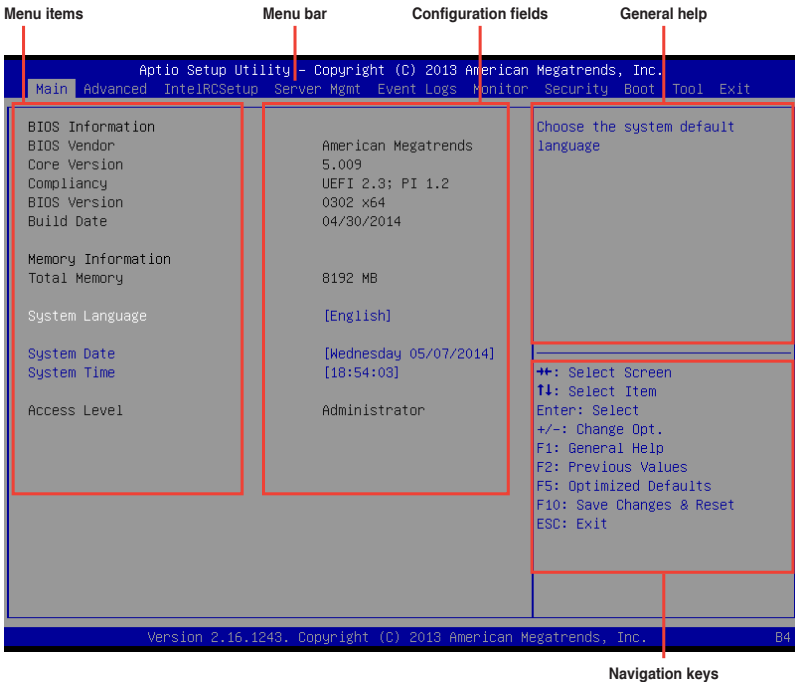 Menu items Menu bar Configuration fields General help
Aptio Setup Utility – Copyright (C) 2013 American Megatrends, Inc.
Main Advanced IntelRCSetup Server Mgmt Event Logs Monitor Security Boot Tool Exit
BIOS Information
BIOS Vendor American Megatrends
Core Version 5.009
Compliancy UEFI 2.3; PI 1.2
BIOS Version 0302 x64
Build Date 04/30/2014
Memory Information
Total Memory 8192 MB
System Language [English]
System Date [Wednesday 05/07/2014]
System Time [18:54:03]
Access Level Administrator
Choose the system default
language
→←: Select Screen
↑↓: Select Item
Enter: Select
+/-: Change Opt.
F1: General Help
F2: Previous Values
F5: Optimized Defaults
F10: Save Changes & Reset
ESC: Exit
Version 2.16.1243. Copyright (C) 2013 American Megatrends, Inc. B4
Navigation keys